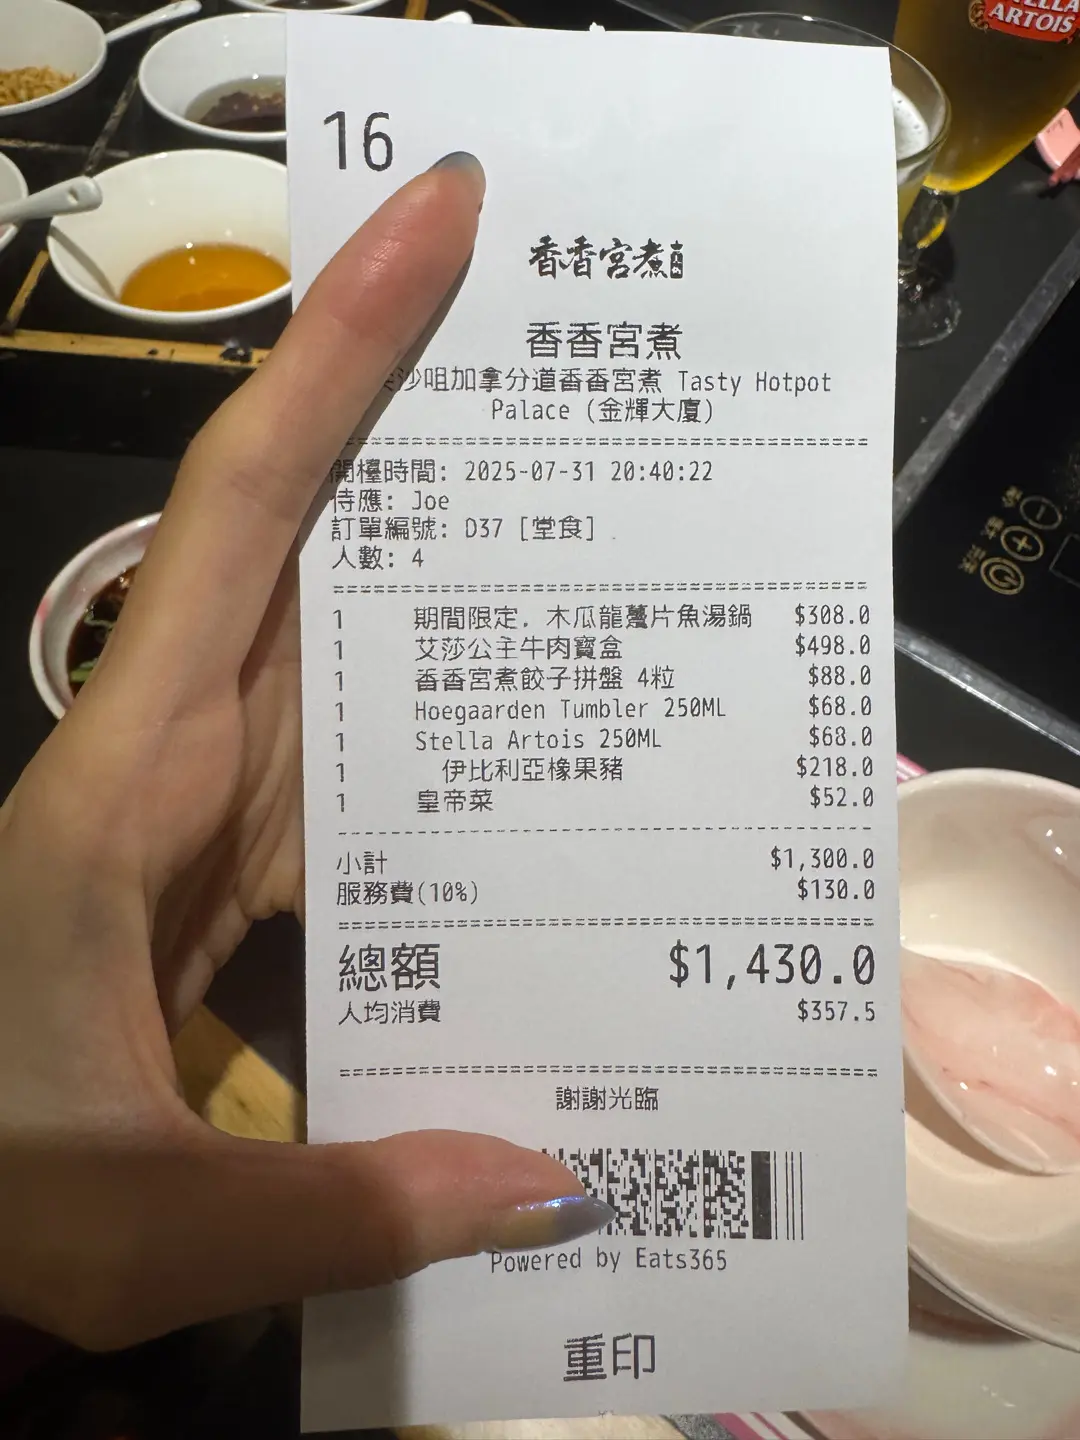 STELLA
ARTOIS
16
香香宮煮
香香宮煮
沙咀加拿分道香香宮煮 Tasty Hotpot
Palace (金輝大廈)
開檯時間: 2025-07-31 20:40:22
侍應: Joe
訂單編號: D37 [堂食]
人數: 4
1 期間限定，木瓜龍躉片魚湯鍋 $308.0
1 艾莎公主牛肉寶盒 $498.0
1 香香宮煮餃子拼盤 4粒 $88.0
1 Hoegaarden Tumbler 250ML $68.0
1 Stella Artois 250ML $68.0
1 伊比利亞橡果豬 $218.0
1 皇帝菜 $52.0
小計 $1,300.0
服務費(10%) $130.0
總額 $1,430.0
人均消費 $357.5
謝謝光臨
Powered by Eats365
重印